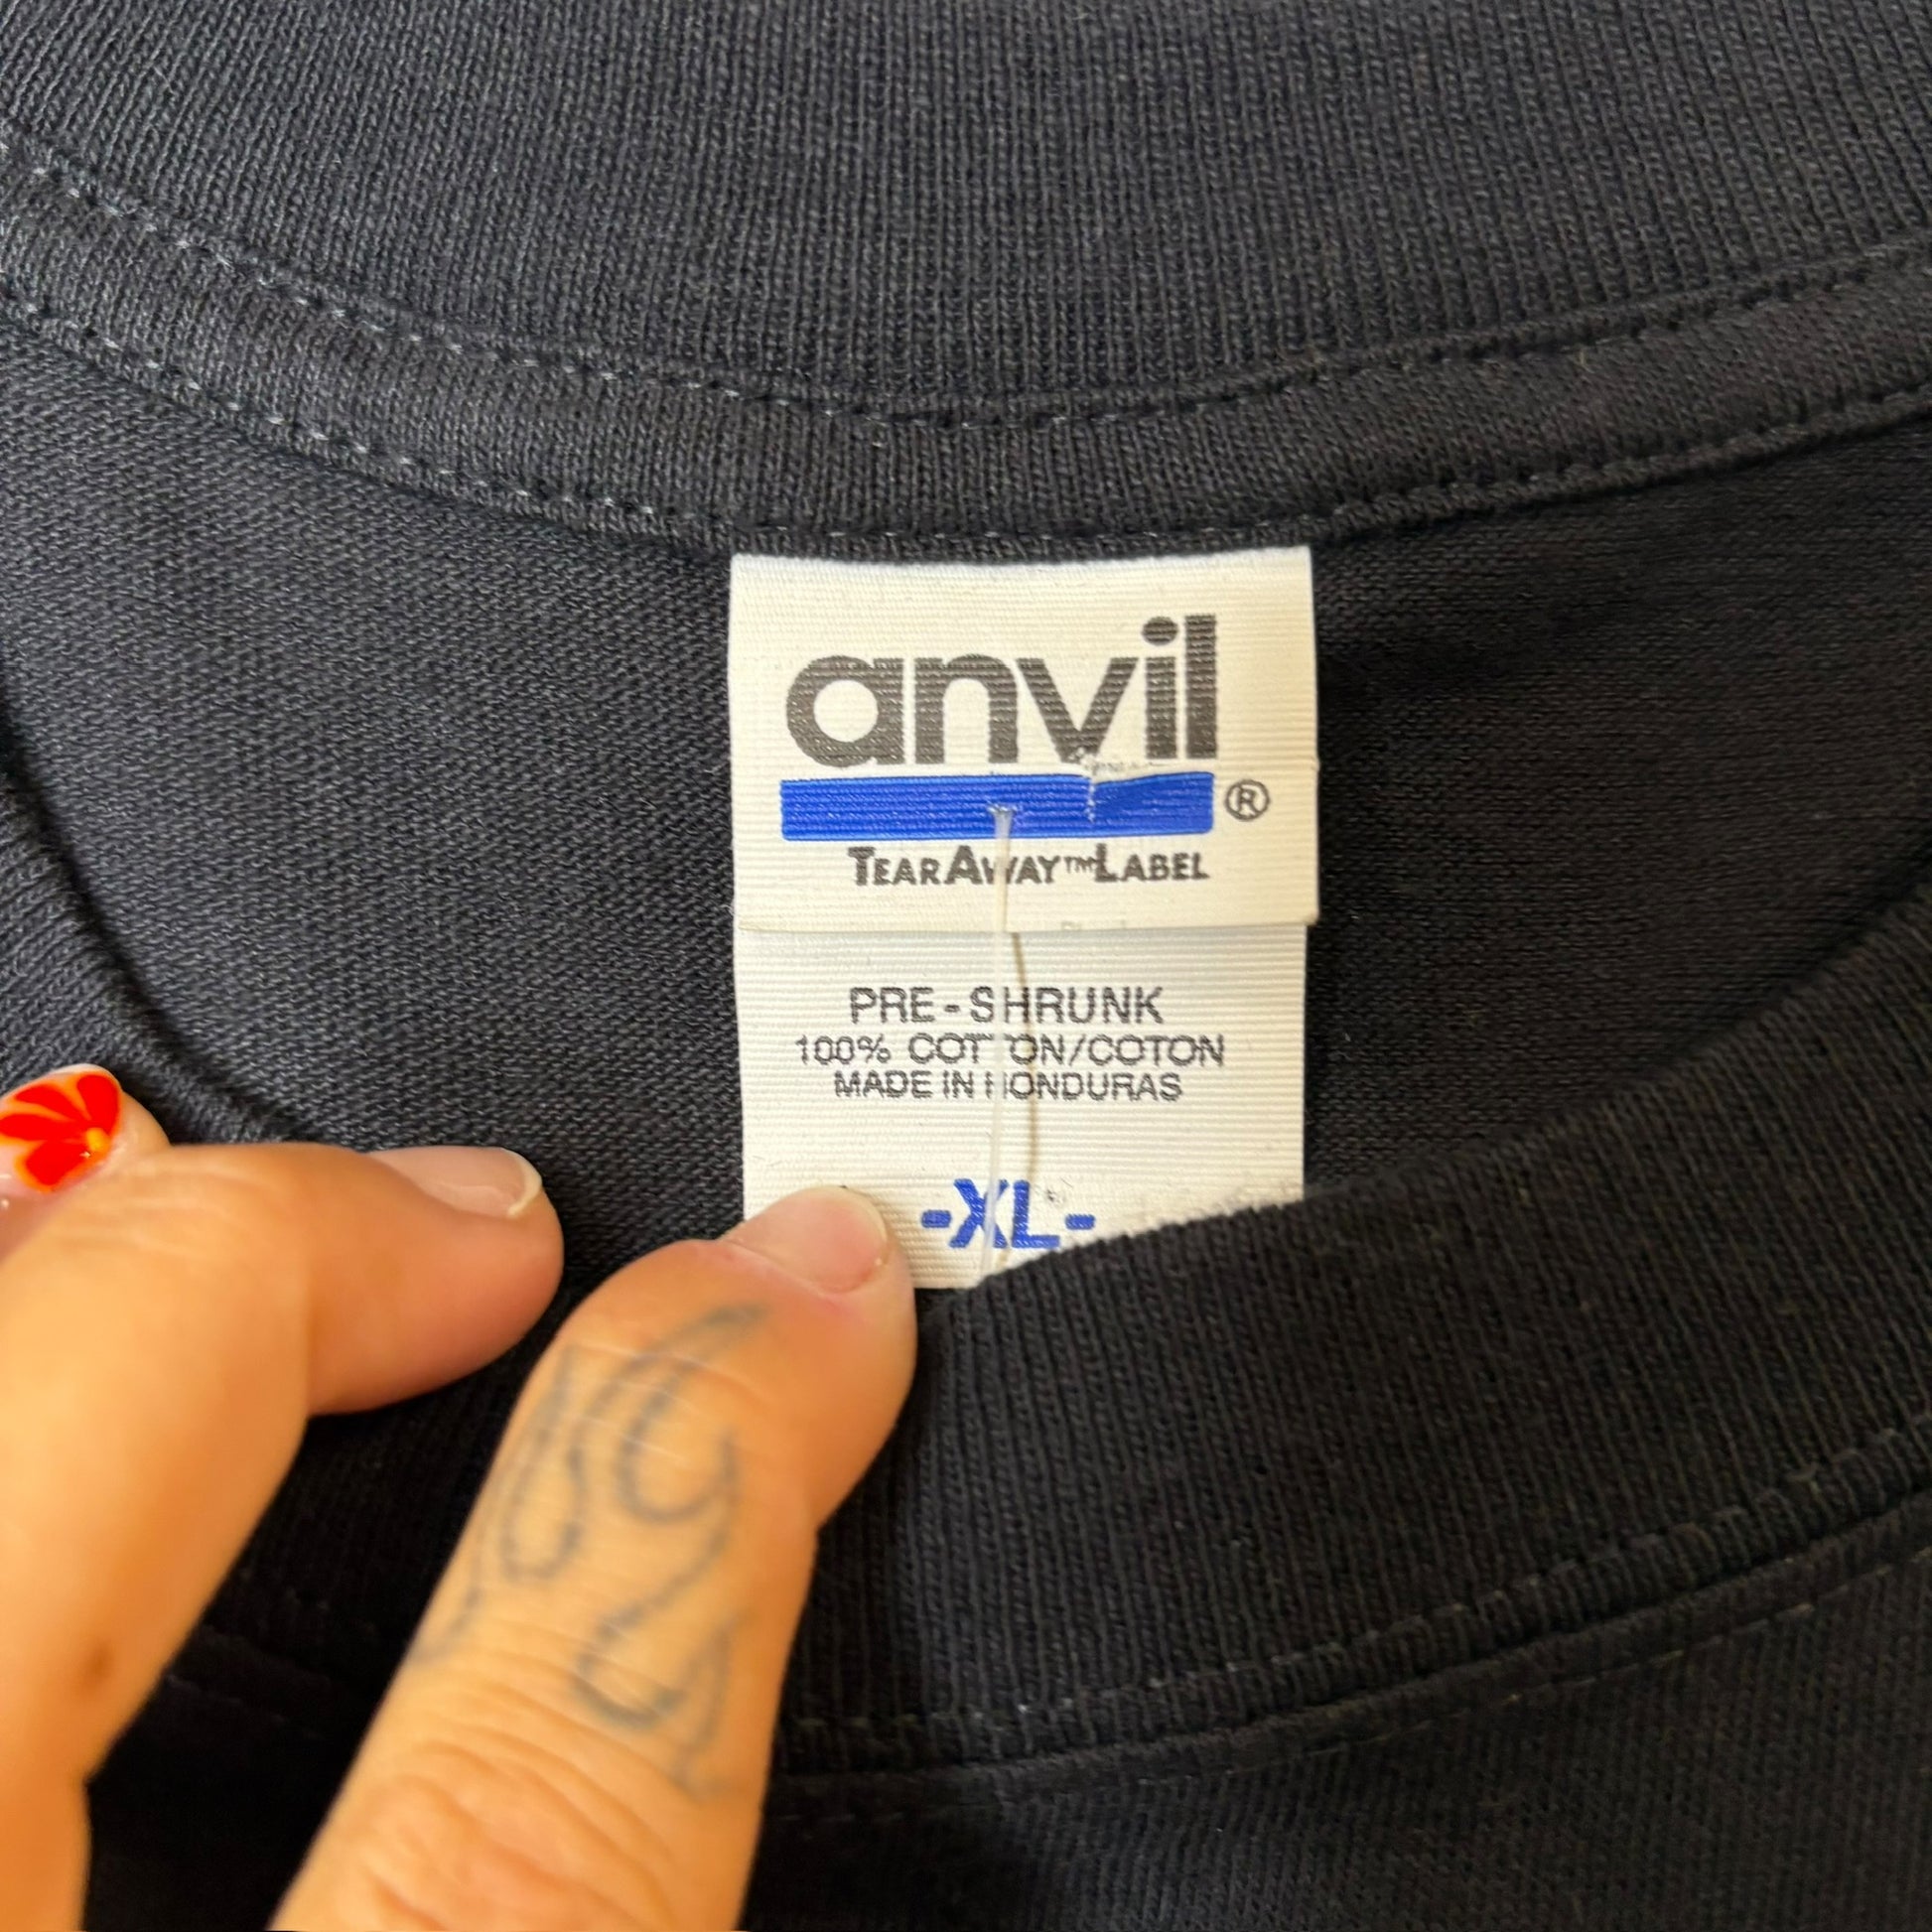 anvil
®
TEARAWAY™LABEL
PRE-SHRUNK
100% COTTON/COTON
MADE IN HONDURAS
-XL-